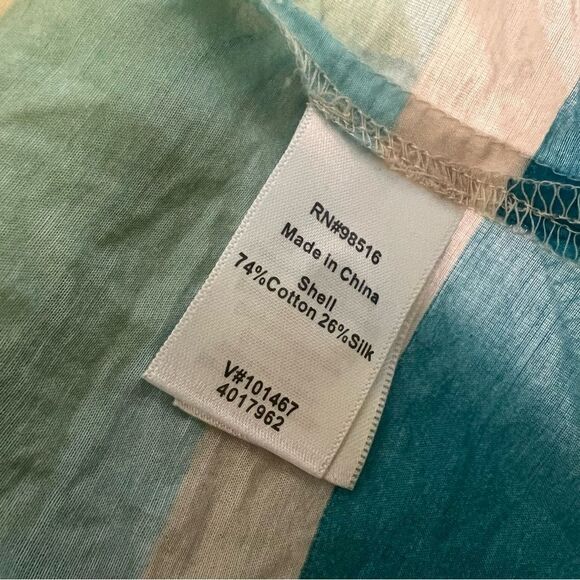 RN#98516
Made in China
Shell
74%Cotton 26%Silk
V#101467
4017962